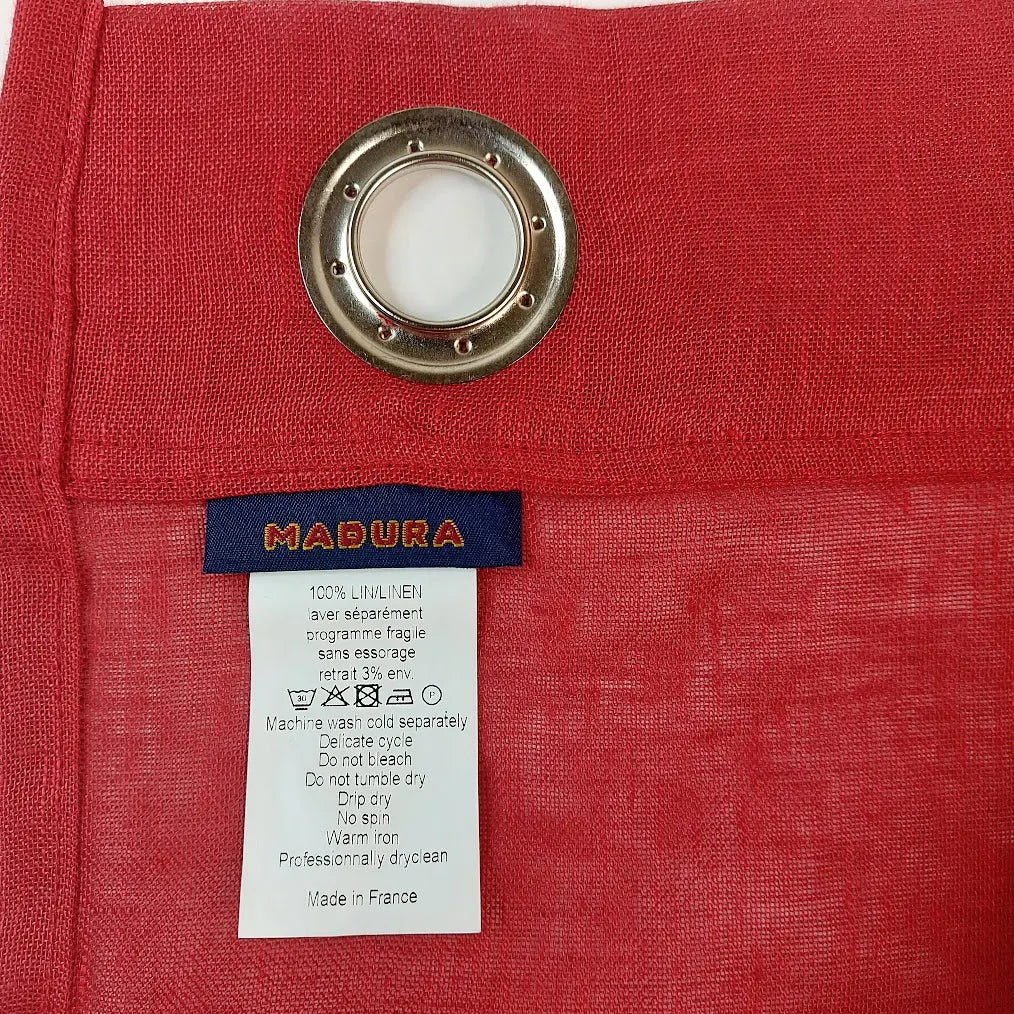 MADURA
100% LIN/LINEN
laver séparément
programme fragile
sans essorage
retrait 3% env.
30 P
Machine wash cold separately
Delicate cycle
Do not bleach
Do not tumble dry
Drip dry
No spin
Warm iron
Professionnally dryclean
Made in France